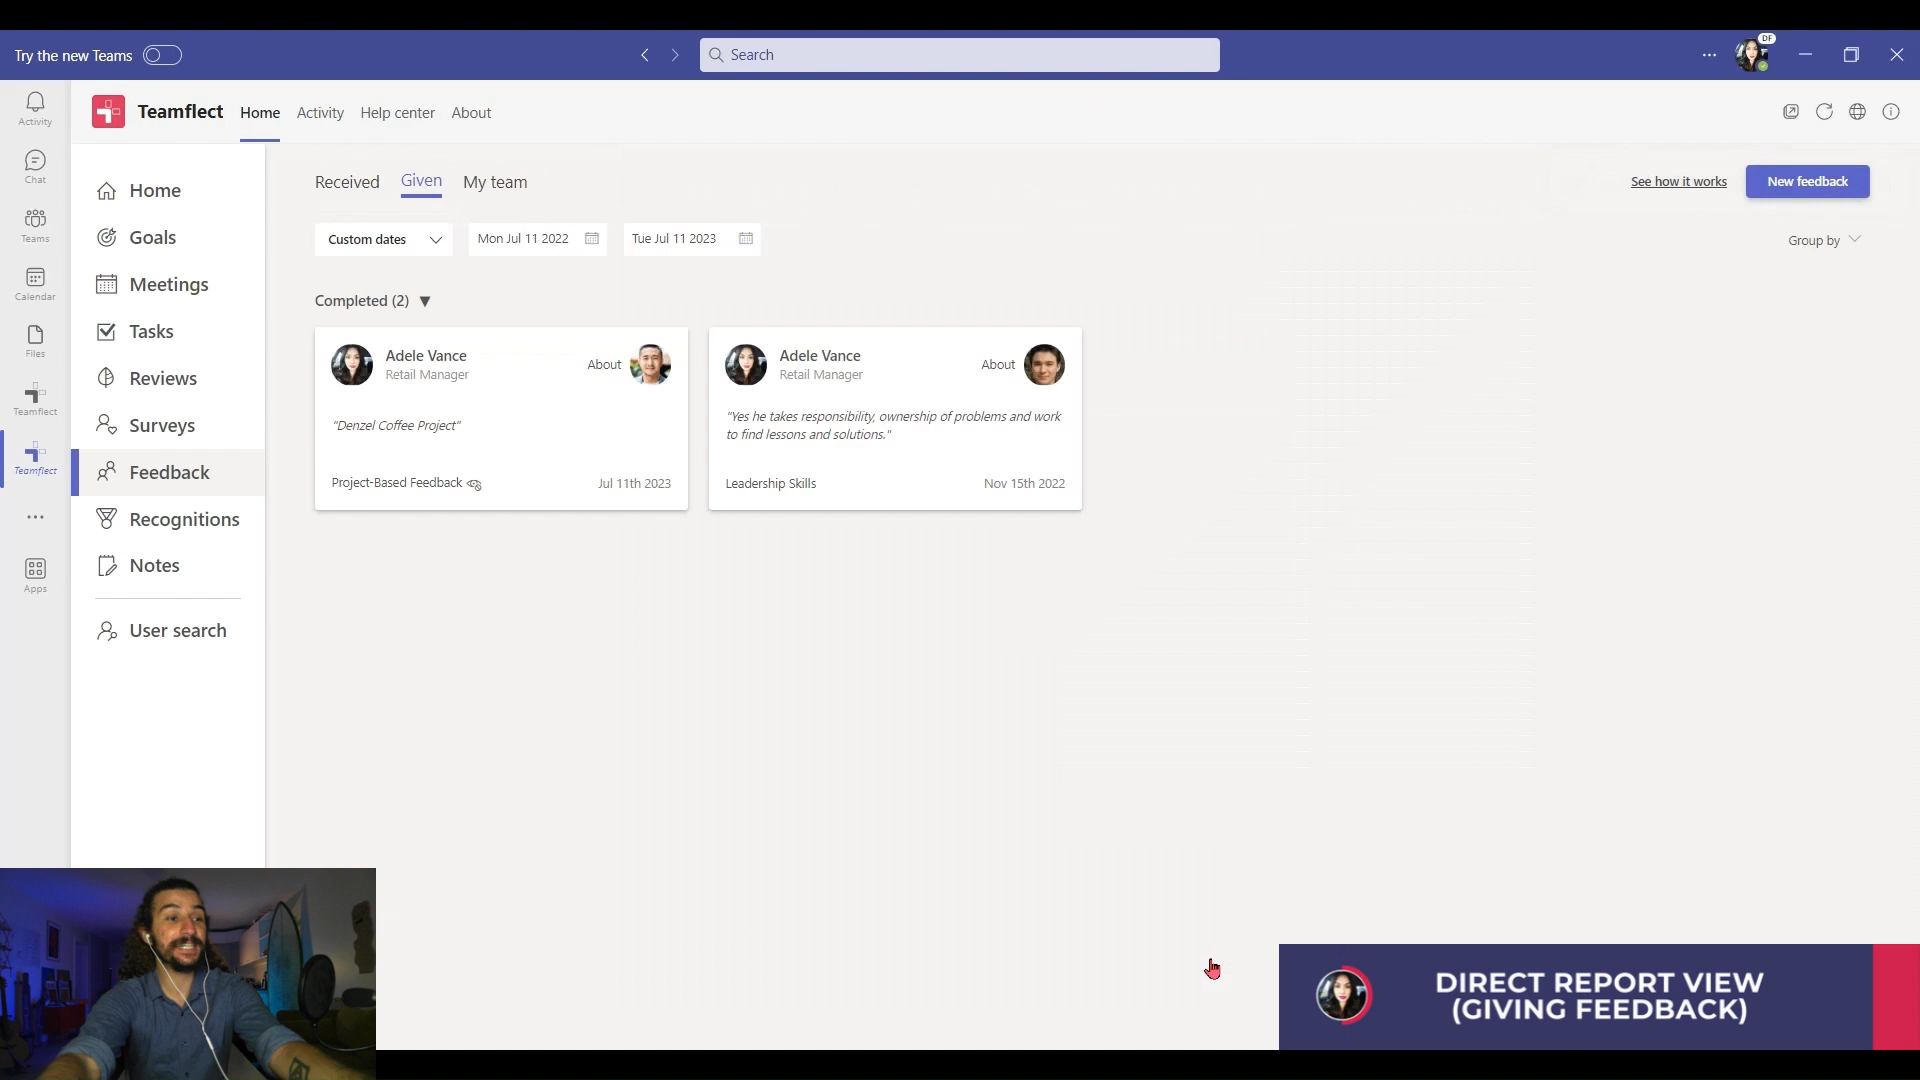 Try the new Teams
Search
DF
Activity
Chat
Teams
Calendar
Files
Teamflect
Teamflect
Apps
Teamflect
Home
Activity
Help center
About
Home
Goals
Meetings
Tasks
Reviews
Surveys
Feedback
Recognitions
Notes
User search
Received
Given
My team
See how it works
New feedback
Custom dates
Mon Jul 11 2022
Tue Jul 11 2023
Group by
Completed (2)
Adele Vance
Retail Manager
About
"Denzel Coffee Project"
Project-Based Feedback
Jul 11th 2023
Adele Vance
Retail Manager
About
"Yes he takes responsibility, ownership of problems and work
to find lessons and solutions."
Leadership Skills
Nov 15th 2022
DIRECT REPORT VIEW
(GIVING FEEDBACK)